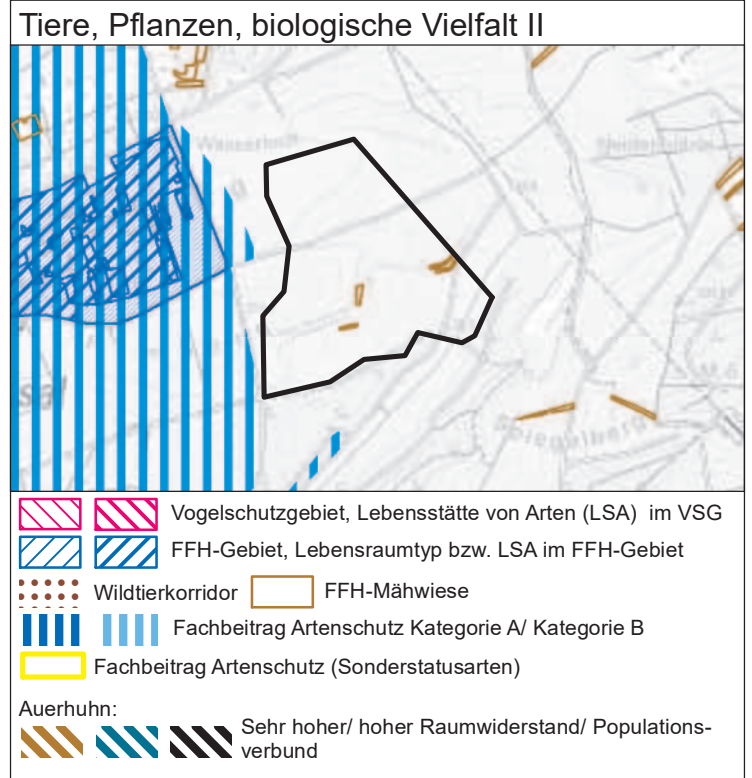 Tiere, Pflanzen, biologische Vielfalt II
Spiegelberg
Vogelschutzgebiet, Lebensstätte von Arten (LSA) im VSG
FFH-Gebiet, Lebensraumtyp bzw. LSA im FFH-Gebiet
Wildtierkorridor FFH-Mähwiese
Fachbeitrag Artenschutz Kategorie A/ Kategorie B
Fachbeitrag Artenschutz (Sonderstatusarten)
Auerhuhn:
Sehr hoher/ hoher Raumwiderstand/ Populations-
verbund